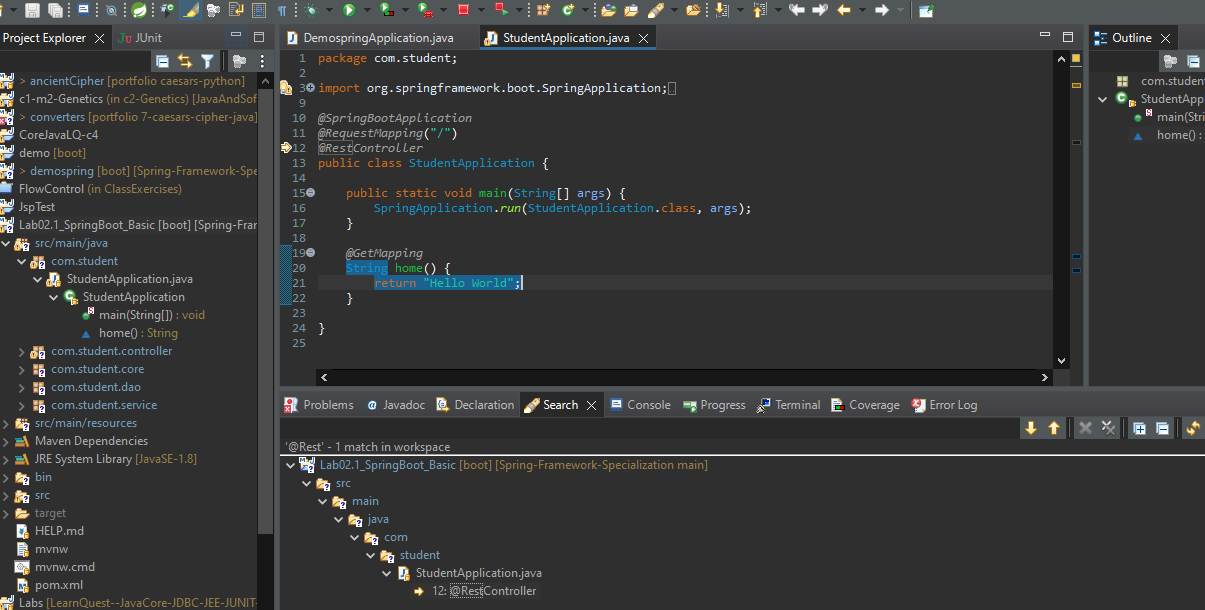 Project Explorer
JUnit
> ancientCipher [portfolio caesars-python]
c1-m2-Genetics (in c2-Genetics) [JavaAndSof
> converters [portfolio 7-caesars-cipher-java]
CoreJavaLQ-c4
demo [boot]
> demospring [boot] [Spring-Framework-Spe
FlowControl (in ClassExercises)
JspTest
Lab02.1_SpringBoot_Basic [boot] [Spring-Fran
src/main/java
com.student
StudentApplication.java
StudentApplication
main(String[]) : void
home() : String
com.student.controller
com.student.core
com.student.dao
com.student.service
src/main/resources
Maven Dependencies
JRE System Library [JavaSE-1.8]
bin
src
target
HELP.md
mvnw
mvnw.cmd
pom.xml
Labs [LearnQuest--JavaCore-JDBC-JEE-JUNIT-
DemospringApplication.java
StudentApplication.java
1 package com.student;
2
3 import org.springframework.boot.SpringApplication;
9
10 @SpringBootApplication
11 @RequestMapping("/")
12 @RestController
13 public class StudentApplication {
14
15 public static void main(String[] args) {
16 SpringApplication.run(StudentApplication.class, args);
17 }
18
19 @GetMapping
20 String home() {
21 return "Hello World";
22 }
23
24 }
25
Outline
com.studen
StudentApp
main(Stri
home() :
Problems
Javadoc
Declaration
Search
Console
Progress
Terminal
Coverage
Error Log
'@Rest' - 1 match in workspace
Lab02.1_SpringBoot_Basic [boot] [Spring-Framework-Specialization main]
src
main
java
com
student
StudentApplication.java
12: @RestController